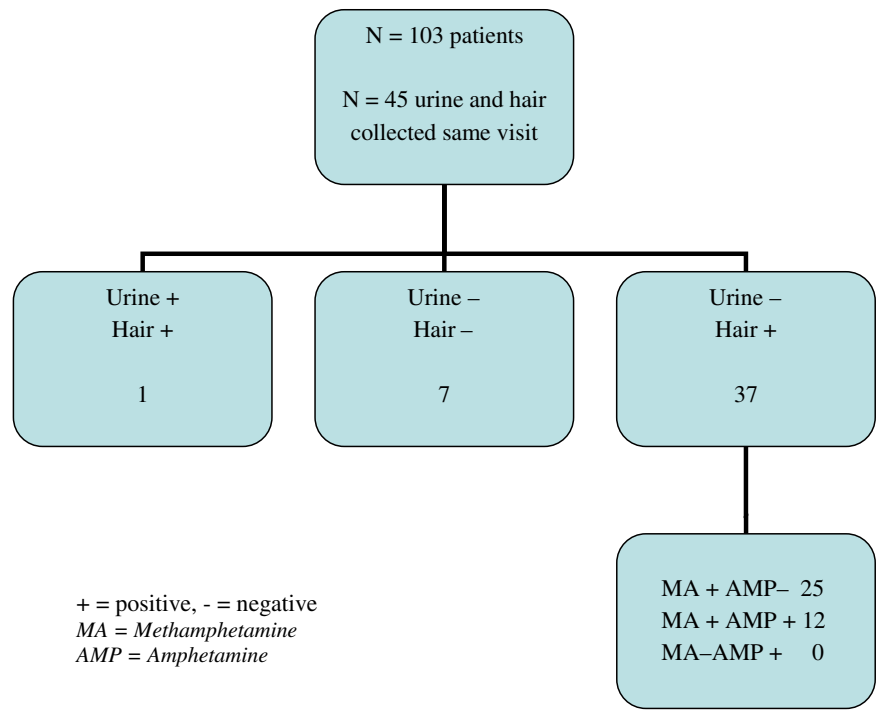 N = 103 patients
N = 45 urine and hair
collected same visit
Urine +
Hair +
1
Urine –
Hair –
7
Urine –
Hair +
37
MA + AMP– 25
MA + AMP + 12
MA–AMP + 0
+ = positive, - = negative
MA = Methamphetamine
AMP = Amphetamine